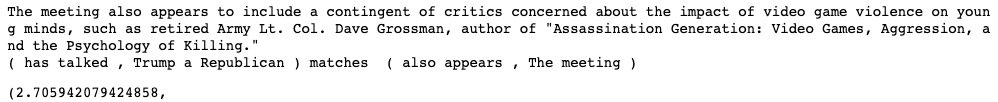 The meeting also appears to include a contingent of critics concerned about the impact of video game violence on youn
g minds, such as retired Army Lt. Col. Dave Grossman, author of "Assassination Generation: Video Games, Aggression, a
nd the Psychology of Killing."
( has talked , Trump a Republican ) matches  ( also appears , The meeting )
(2.705942079424858,